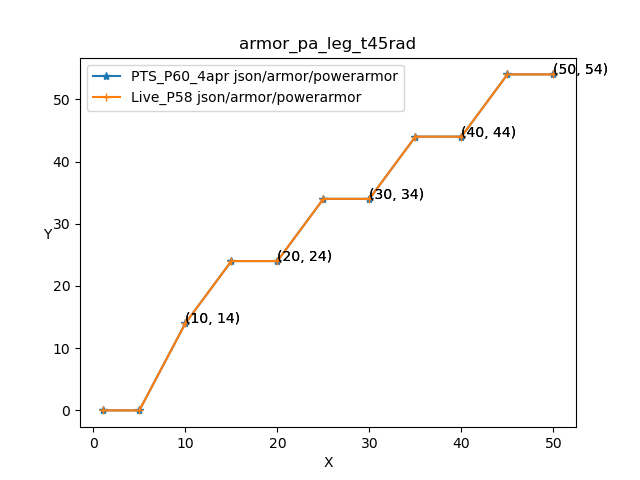 armor_pa_leg_t45rad
PTS_P60_4apr json/armor/powerarmor
Live_P58 json/armor/powerarmor
(50, 54)
(40, 44)
(30, 34)
(20, 24)
(10, 14)
50
40
30
20
10
0
Y
0 10 20 30 40 50
X